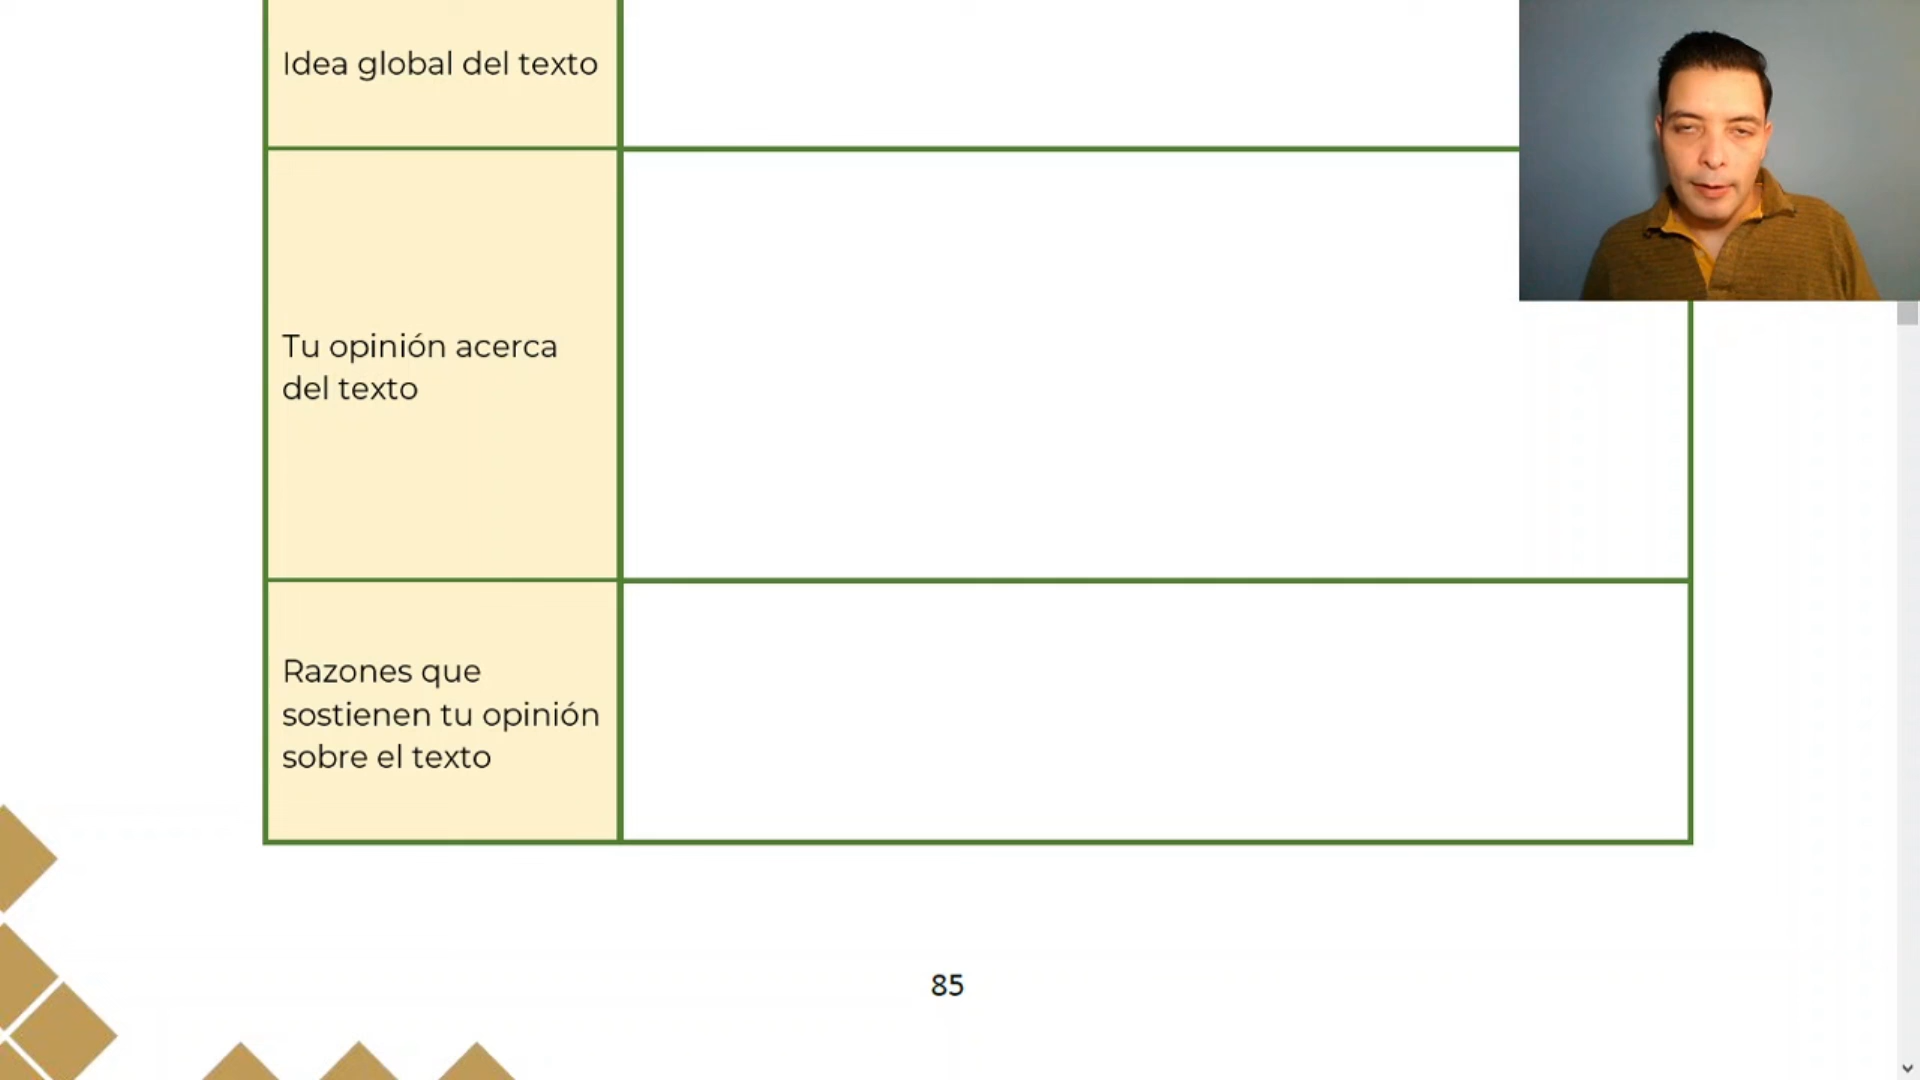 Idea global del texto
Tu opinión acerca
del texto
Razones que
sostienen tu opinión
sobre el texto
85